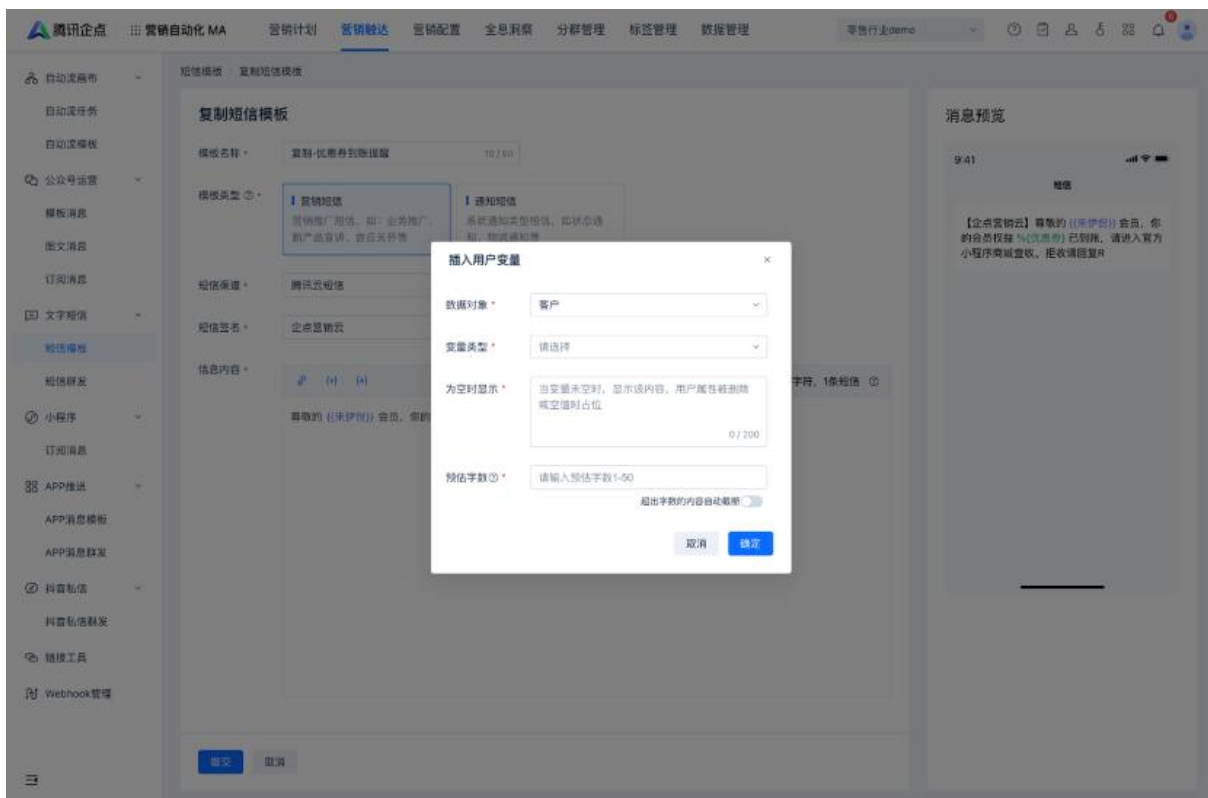 腾讯企点
营销自动化 MA
营销计划
营销触达
营销配置
全息洞察
分群管理
标签管理
数据管理
零售行业demo
自动流画布
自动流任务
自动流模板
公众号运营
模板消息
图文消息
订阅消息
文字短信
短信模板
短信群发
小程序
订阅消息
APP推送
APP消息模板
APP消息群发
抖音私信
抖音私信群发
链接工具
Webhook管理
短信模板 / 复制短信模板
复制短信模板
模板名称 *
复制-优惠券到账提醒
10 / 60
模板类型 *
营销短信
营销推广短信，如：业务推广、
新产品宣讲、会员关怀等
通知短信
系统通知类型短信，如状态通
知、物流通知等
短信渠道 *
腾讯云短信
短信签名 *
企点营销云
信息内容 *
字符，1条短信
尊敬的 {{来伊份}} 会员，你的
插入用户变量
数据对象 *
客户
变量类型 *
请选择
为空时显示 *
当变量未空时，显示该内容，用户属性被删除
或空值时占位
0 / 200
预估字数 *
请输入预估字数1-50
超出字数的内容自动截断
取消
确定
提交
取消
消息预览
9:41
短信
【企点营销云】尊敬的 {{来伊份}} 会员，你
的会员权益 %{优惠券} 已到账，请进入官方
小程序商城查收，拒收请回复R